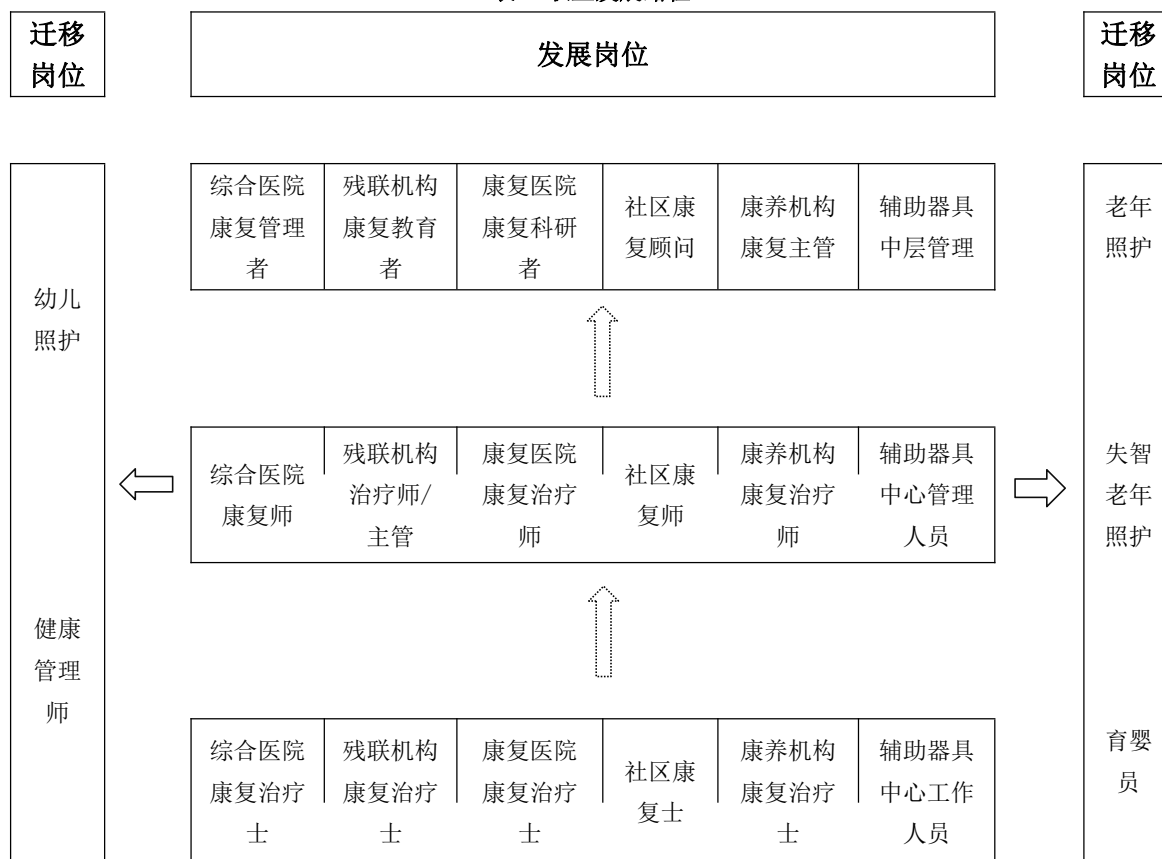 迁移
岗位
发展岗位
迁移
岗位
幼儿
照护
健康
管理
师
综合医院
康复管理
者
残联机构
康复教育
者
康复医院
康复科研
者
社区康
复顾问
康养机构
康复主管
辅助器具
中层管理
综合医院
康复师
残联机构
治疗师/
主管
康复医院
康复治疗
师
社区康
复师
康养机构
康复治疗
师
辅助器具
中心管理
人员
综合医院
康复治疗
士
残联机构
康复治疗
士
康复医院
康复治疗
士
社区康
复士
康养机构
康复治疗
士
辅助器具
中心工作
人员
老年
照护
失智
老年
照护
育婴
员